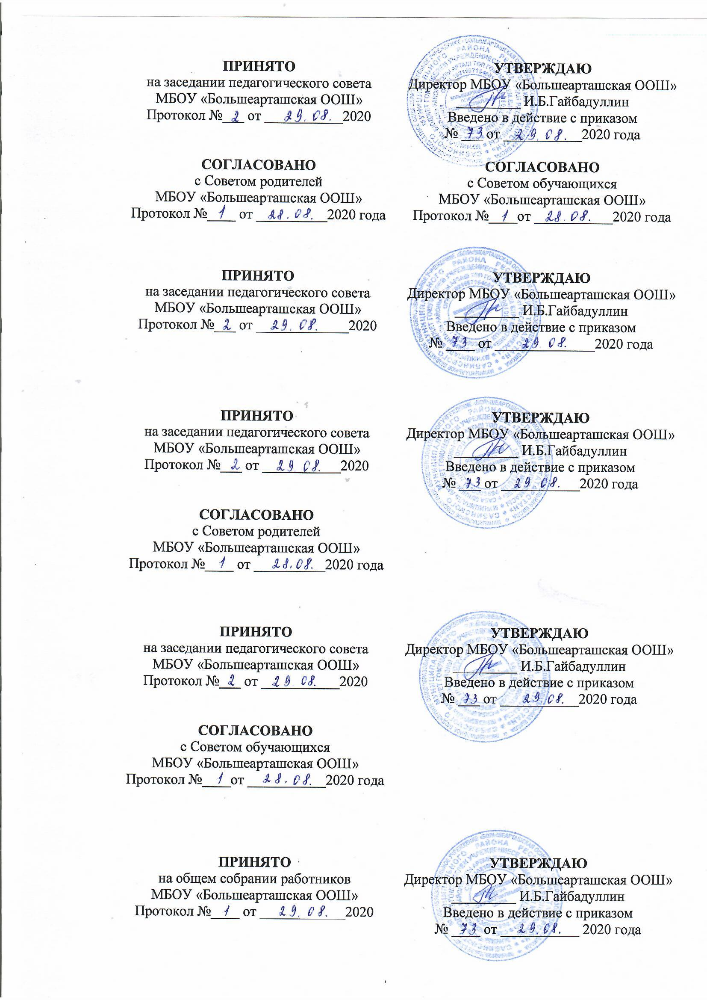 ПРИНЯТО
на заседании педагогического совета
МБОУ «Большеарташская ООШ»
Протокол № 2 от 29.08. 2020
УТВЕРЖДАЮ
Директор МБОУ «Большеарташская ООШ»
И.Б.Гайбадуллин
Введено в действие с приказом
№ 73 от 29.08. 2020 года
СОГЛАСОВАНО
с Советом родителей
МБОУ «Большеарташская ООШ»
Протокол № 1 от 28.08. 2020 года
СОГЛАСОВАНО
с Советом обучающихся
МБОУ «Большеарташская ООШ»
Протокол № 1 от 28.08. 2020 года
ПРИНЯТО
на заседании педагогического совета
МБОУ «Большеарташская ООШ»
Протокол № 2 от 29.08. 2020
УТВЕРЖДАЮ
Директор МБОУ «Большеарташская ООШ»
И.Б.Гайбадуллин
Введено в действие с приказом
№ 73 от 29 08. 2020 года
ПРИНЯТО
на заседании педагогического совета
МБОУ «Большеарташская ООШ»
Протокол № 2 от 29 08. 2020
УТВЕРЖДАЮ
Директор МБОУ «Большеарташская ООШ»
И.Б.Гайбадуллин
Введено в действие с приказом
№ 73 от 29 08. 2020 года
СОГЛАСОВАНО
с Советом родителей
МБОУ «Большеарташская ООШ»
Протокол № 1 от 28.08. 2020 года
ПРИНЯТО
на заседании педагогического совета
МБОУ «Большеарташская ООШ»
Протокол № 2 от 29 08. 2020
УТВЕРЖДАЮ
Директор МБОУ «Большеарташская ООШ»
И.Б.Гайбадуллин
Введено в действие с приказом
№ 73 от 29 08. 2020 года
СОГЛАСОВАНО
с Советом обучающихся
МБОУ «Большеарташская ООШ»
Протокол № 1 от 28.08. 2020 года
ПРИНЯТО
на общем собрании работников
МБОУ «Большеарташская ООШ»
Протокол № 1 от 29.08. 2020
УТВЕРЖДАЮ
Директор МБОУ «Большеарташская ООШ»
И.Б.Гайбадуллин
Введено в действие с приказом
№ 73 от 29.08. 2020 года